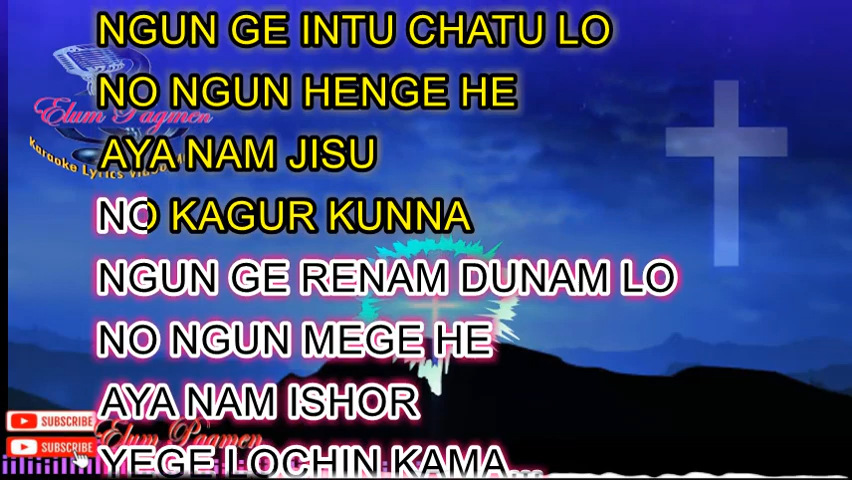 NGUN GE INTU CHATU LO
NO NGUN HENGE HE
Elum Pagmen
AYA NAM JISU
Karaoke Lyrics Video
NO KAGUR KUNNA
NGUN GE RENAM DUNAM LO
NO NGUN MEGE HE
AYA NAM ISHOR
SUBSCRIBE
Elum Pagmen
SUBSCRIBE
YEGE LOCHIN KAMA...